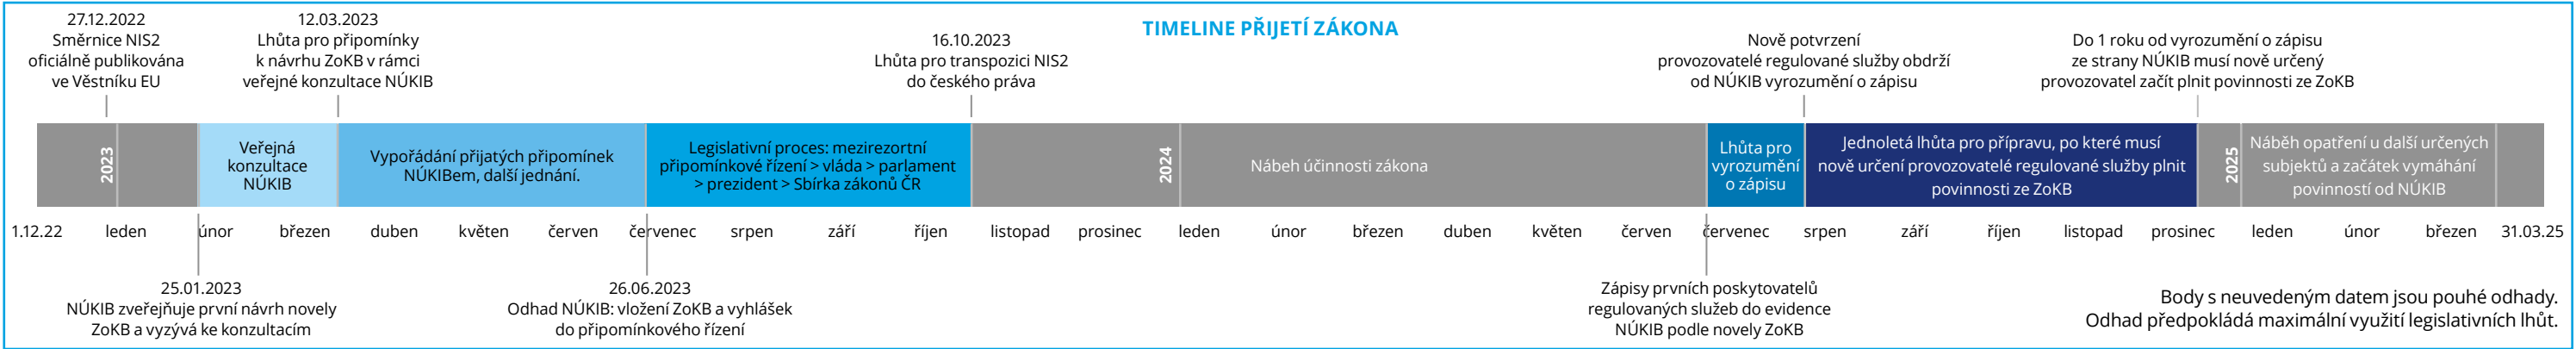 TIMELINE PŘIJETÍ ZÁKONA
27.12.2022
Směrnice NIS2
oficiálně publikována
ve Věstníku EU
12.03.2023
Lhůta pro připomínky
k návrhu ZoKB v rámci
veřejné konzultace NÚKIB
16.10.2023
Lhůta pro transpozici NIS2
do českého práva
Nově potvrzení
provozovatelé regulované služby obdrží
od NÚKIB vyrozumění o zápisu
Do 1 roku od vyrozumění o zápisu
ze strany NÚKIB musí nově určený
provozovatel začít plnit povinnosti ze ZoKB
2023
Veřejná
konzultace
NÚKIB
Vypořádání přijatých připomínek
NÚKIBem, další jednání.
Legislativní proces: mezirezortní
připomínkové řízení > vláda > parlament
> prezident > Sbírka zákonů ČR
2024
Nábeh účinnosti zákona
Lhůta pro
vyrozumění
o zápisu
Jednoletá lhůta pro přípravu, po které musí
nově určení provozovatelé regulované služby plnit
povinnosti ze ZoKB
2025
Náběh opatření u další určených
subjektů a začátek vymáhání
povinností od NÚKIB
1.12.22 leden únor březen duben květen červen červenec srpen září říjen listopad prosinec leden únor březen duben květen červen červenec srpen září říjen listopad prosinec leden únor březen 31.03.25
25.01.2023
NÚKIB zveřejňuje první návrh novely
ZoKB a vyzývá ke konzultacím
26.06.2023
Odhad NÚKIB: vložení ZoKB a vyhlášek
do připomínkového řízení
Zápisy prvních poskytovatelů
regulovaných služeb do evidence
NÚKIB podle novely ZoKB
Body s neuvedeným datem jsou pouhé odhady.
Odhad předpokládá maximální využití legislativních lhůt.